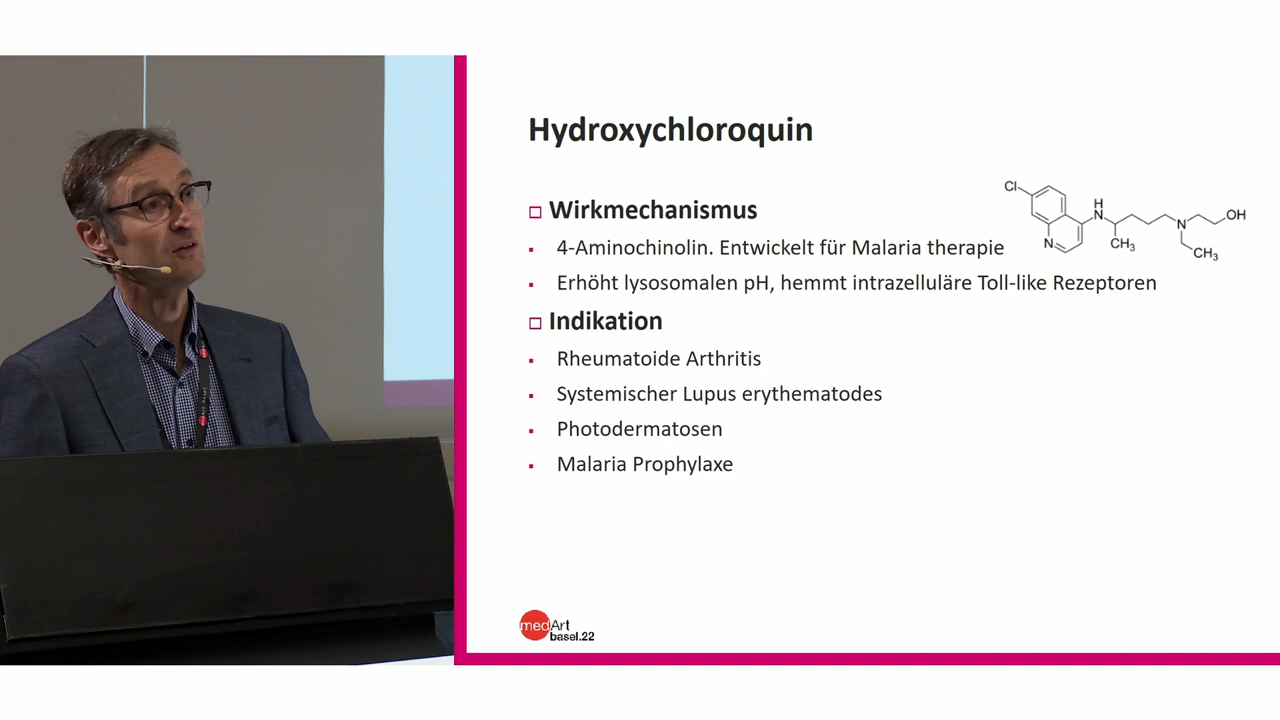 Hydroxychloroquin
Wirkmechanismus
4-Aminochinolin. Entwickelt für Malaria therapie
Erhöht lysosomalen pH, hemmt intrazelluläre Toll-like Rezeptoren
Indikation
Rheumatoide Arthritis
Systemischer Lupus erythematodes
Photodermatosen
Malaria Prophylaxe
Cl
N
H
N
CH3
N
OH
CH3
medArt
basel.22